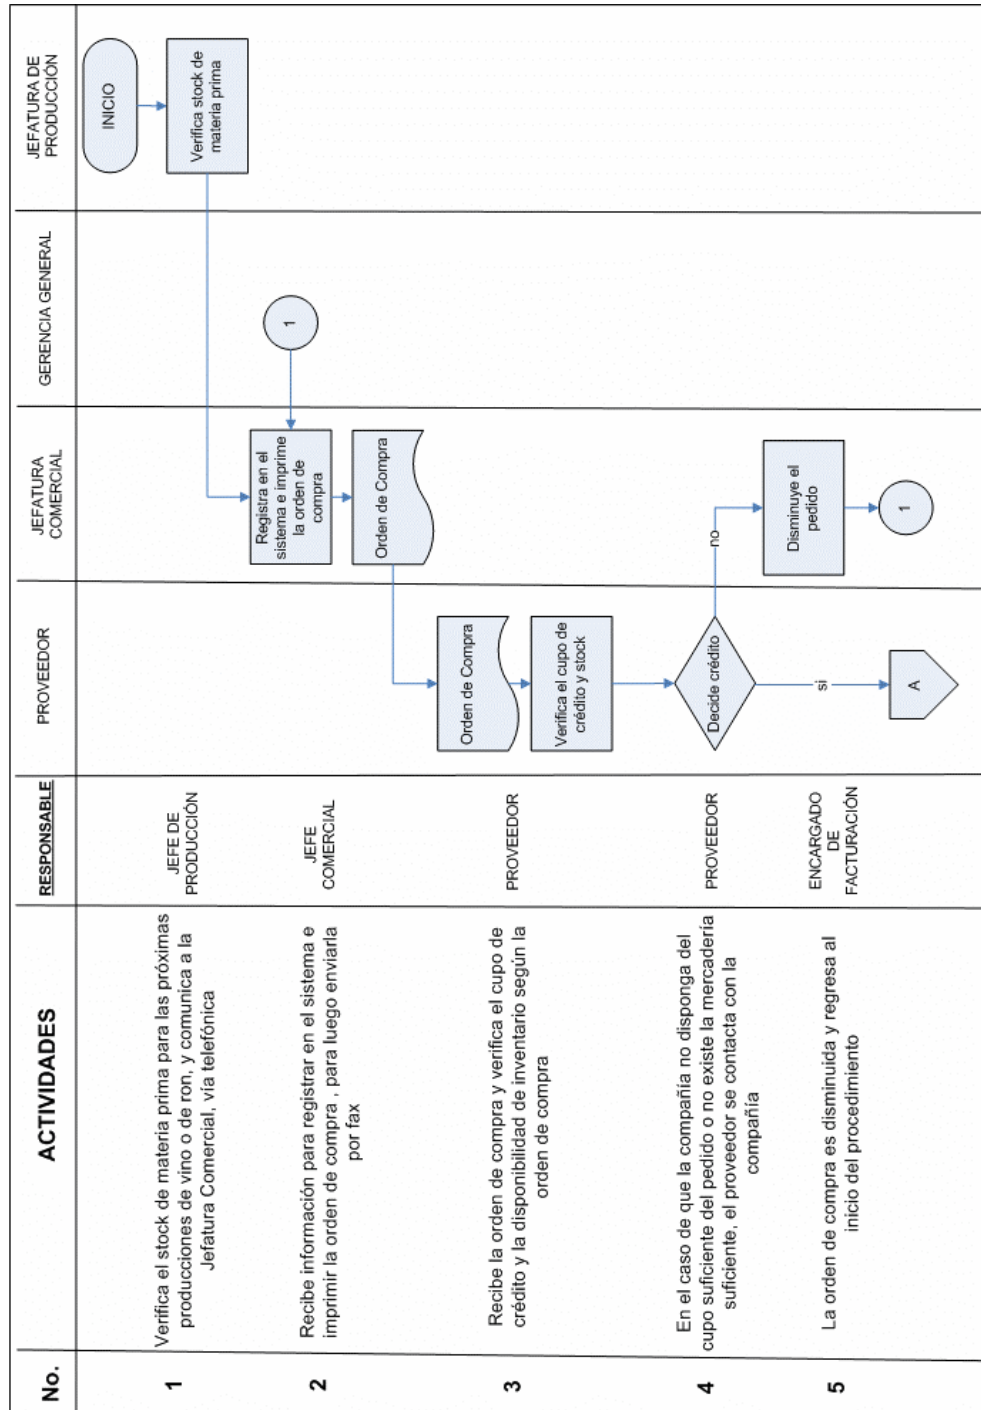 No.
ACTIVIDADES
RESPONSABLE
PROVEEDOR
JEFATURA
COMERCIAL
GERENCIA GENERAL
JEFATURA DE
PRODUCCIÓN
1
Verifica el stock de materia prima para las próximas
producciones de vino o de ron, y comunica a la
Jefatura Comercial, vía telefónica
JEFE DE
PRODUCCIÓN
INICIO
Verifica stock de
materia prima
2
Recibe información para registrar en el sistema e
imprimir la orden de compra , para luego enviarla
por fax
JEFE
COMERCIAL
Registra en el
sistema e imprime
la orden de
compra
1
Orden de Compra
3
Recibe la orden de compra y verifica el cupo de
crédito y la disponibilidad de inventario según la
orden de compra
PROVEEDOR
Orden de Compra
Verifica el cupo de
crédito y stock
4
En el caso de que la compañía no disponga del
cupo suficiente del pedido o no existe la mercadería
suficiente, el proveedor se contacta con la
compañía
PROVEEDOR
Decide crédito
no
si
5
La orden de compra es disminuida y regresa al
inicio del procedimiento
ENCARGADO
DE
FACTURACIÓN
Disminuye el
pedido
A
1